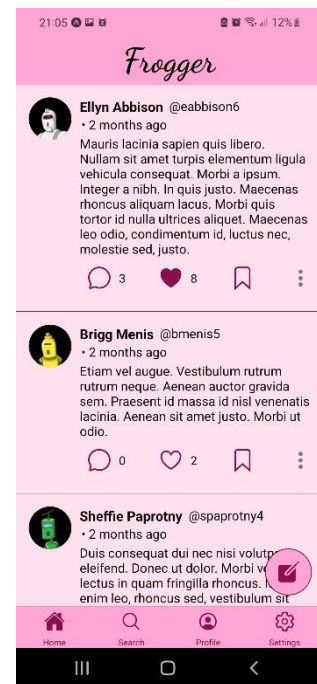 21:05 12%
Frogger
Ellyn Abbison @eabbison6
• 2 months ago
Mauris lacinia sapien quis libero.
Nullam sit amet turpis elementum ligula
vehicula consequat. Morbi a ipsum.
Integer a nibh. In quis justo. Maecenas
rhoncus aliquam lacus. Morbi quis
tortor id nulla ultrices aliquet. Maecenas
leo odio, condimentum id, luctus nec,
molestie sed, justo.
3 8
Brigg Menis @bmenis5
• 2 months ago
Etiam vel augue. Vestibulum rutrum
rutrum neque. Aenean auctor gravida
sem. Praesent id massa id nisl venenatis
lacinia. Aenean sit amet justo. Morbi ut
odio.
0 2
Sheffie Paprotny @spaprotny4
• 2 months ago
Duis consequat dui nec nisi volutp
eleifend. Donec ut dolor. Morbi v
lectus in quam fringilla rhoncus.
enim leo, rhoncus sed, vestibulum sit
Home Search Profile Settings